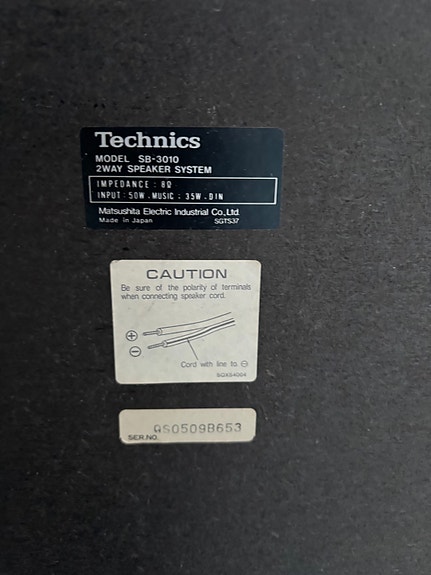 Technics
MODEL SB-3010
2WAY SPEAKER SYSTEM
IMPEDANCE : 8Ω
INPUT : 50W . MUSIC ; 35W . DIN
Matsushita Electric Industrial Co., Ltd.
Made in Japan SGTS37
CAUTION
Be sure of the polarity of terminals
when connecting speaker cord.
⊕
⊖
Cord with line to ⊖
SQX64064
QS0509B653
SER.NO.